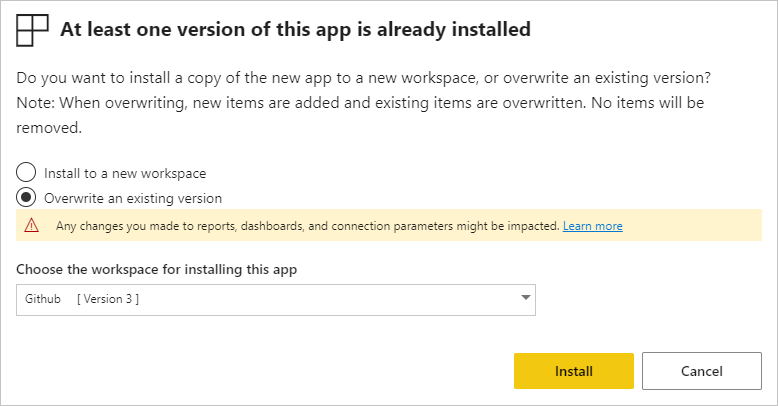 At least one version of this app is already installed
Do you want to install a copy of the new app to a new workspace, or overwrite an existing version?
Note: When overwriting, new items are added and existing items are overwritten. No items will be
removed.
Install to a new workspace
Overwrite an existing version
Any changes you made to reports, dashboards, and connection parameters might be impacted. Learn more
Choose the workspace for installing this app
Github [ Version 3 ]
Install Cancel